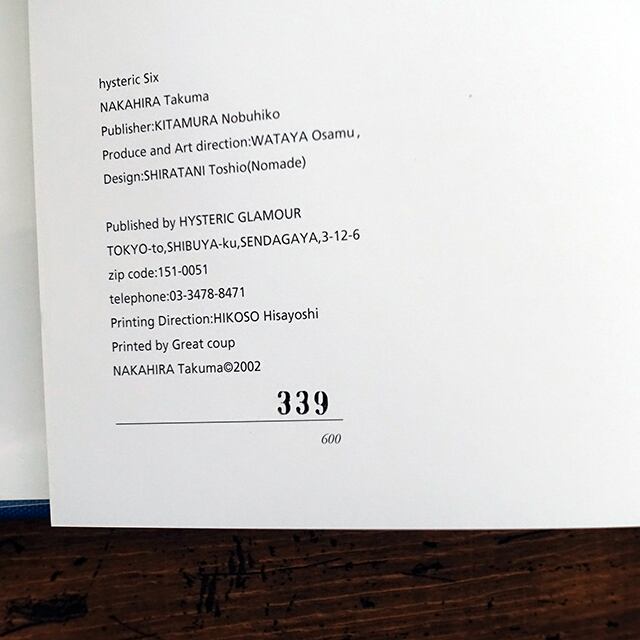 hysteric Six
NAKAHIRA Takuma
Publisher:KITAMURA Nobuhiko
Produce and Art direction:WATAYA Osamu,
Design:SHIRATANI Toshio(Nomade)
Published by HYSTERIC GLAMOUR
TOKYO-to,SHIBUYA-ku,SENDAGAYA,3-12-6
zip code:151-0051
telephone:03-3478-8471
Printing Direction:HIKOSO Hisayoshi
Printed by Great coup
NAKAHIRA Takuma©2002
339
600